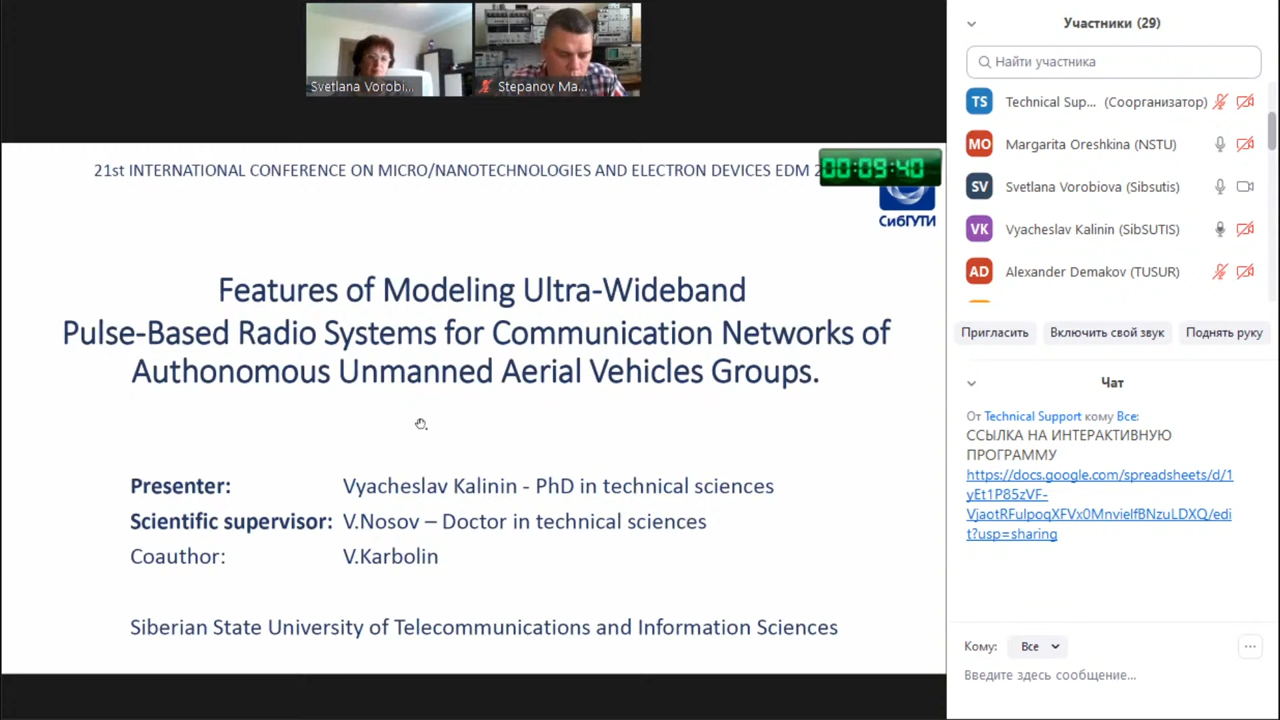 Svetlana Vorobi...
Stepanov Ma...
21st INTERNATIONAL CONFERENCE ON MICRO/NANOTECHNOLOGIES AND ELECTRON DEVICES EDM 2
00:09:40
СибГУТИ
Features of Modeling Ultra-Wideband
Pulse-Based Radio Systems for Communication Networks of
Authonomous Unmanned Aerial Vehicles Groups.
Presenter: Vyacheslav Kalinin - PhD in technical sciences
Scientific supervisor: V.Nosov – Doctor in technical sciences
Coauthor: V.Karbolin
Siberian State University of Telecommunications and Information Sciences
Участники (29)
Найти участника
TS Technical Sup... (Соорганизатор)
MO Margarita Oreshkina (NSTU)
SV Svetlana Vorobiova (Sibsutis)
VK Vyacheslav Kalinin (SibSUTIS)
AD Alexander Demakov (TUSUR)
Пригласить Включить свой звук Поднять руку
Чат
От Technical Support кому Все:
ССЫЛКА НА ИНТЕРАКТИВНУЮ
ПРОГРАММУ
https://docs.google.com/spreadsheets/d/1
yEt1P85zVF-
VjaotRFulpoqXFVx0MnvielfBNzuLDXQ/edi
t?usp=sharing
Кому: Все
Введите здесь сообщение...